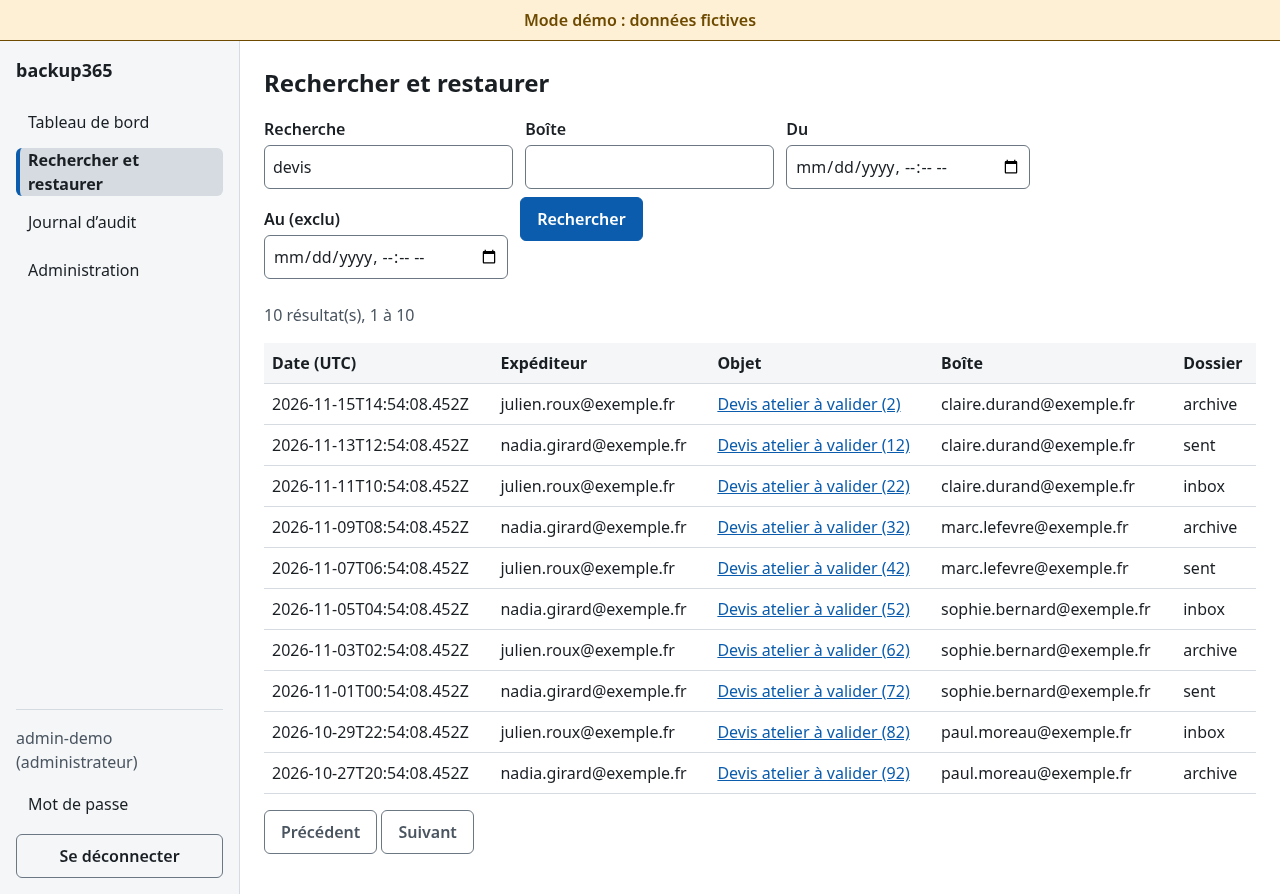 Mode démo : données fictives
backup365
Tableau de bord
Rechercher et
restaurer
Journal d’audit
Administration
admin-demo
(administrateur)
Mot de passe
Se déconnecter
Rechercher et restaurer
Recherche Boîte Du
devis mm/dd/yyyy, --:-- --
Au (exclu) Rechercher
mm/dd/yyyy, --:-- --
10 résultat(s), 1 à 10
Date (UTC) Expéditeur Objet Boîte Dossier
2026-11-15T14:54:08.452Z julien.roux@exemple.fr Devis atelier à valider (2) claire.durand@exemple.fr archive
2026-11-13T12:54:08.452Z nadia.girard@exemple.fr Devis atelier à valider (12) claire.durand@exemple.fr sent
2026-11-11T10:54:08.452Z julien.roux@exemple.fr Devis atelier à valider (22) claire.durand@exemple.fr inbox
2026-11-09T08:54:08.452Z nadia.girard@exemple.fr Devis atelier à valider (32) marc.lefevre@exemple.fr archive
2026-11-07T06:54:08.452Z julien.roux@exemple.fr Devis atelier à valider (42) marc.lefevre@exemple.fr sent
2026-11-05T04:54:08.452Z nadia.girard@exemple.fr Devis atelier à valider (52) sophie.bernard@exemple.fr inbox
2026-11-03T02:54:08.452Z julien.roux@exemple.fr Devis atelier à valider (62) sophie.bernard@exemple.fr archive
2026-11-01T00:54:08.452Z nadia.girard@exemple.fr Devis atelier à valider (72) sophie.bernard@exemple.fr sent
2026-10-29T22:54:08.452Z julien.roux@exemple.fr Devis atelier à valider (82) paul.moreau@exemple.fr inbox
2026-10-27T20:54:08.452Z nadia.girard@exemple.fr Devis atelier à valider (92) paul.moreau@exemple.fr archive
Précédent Suivant